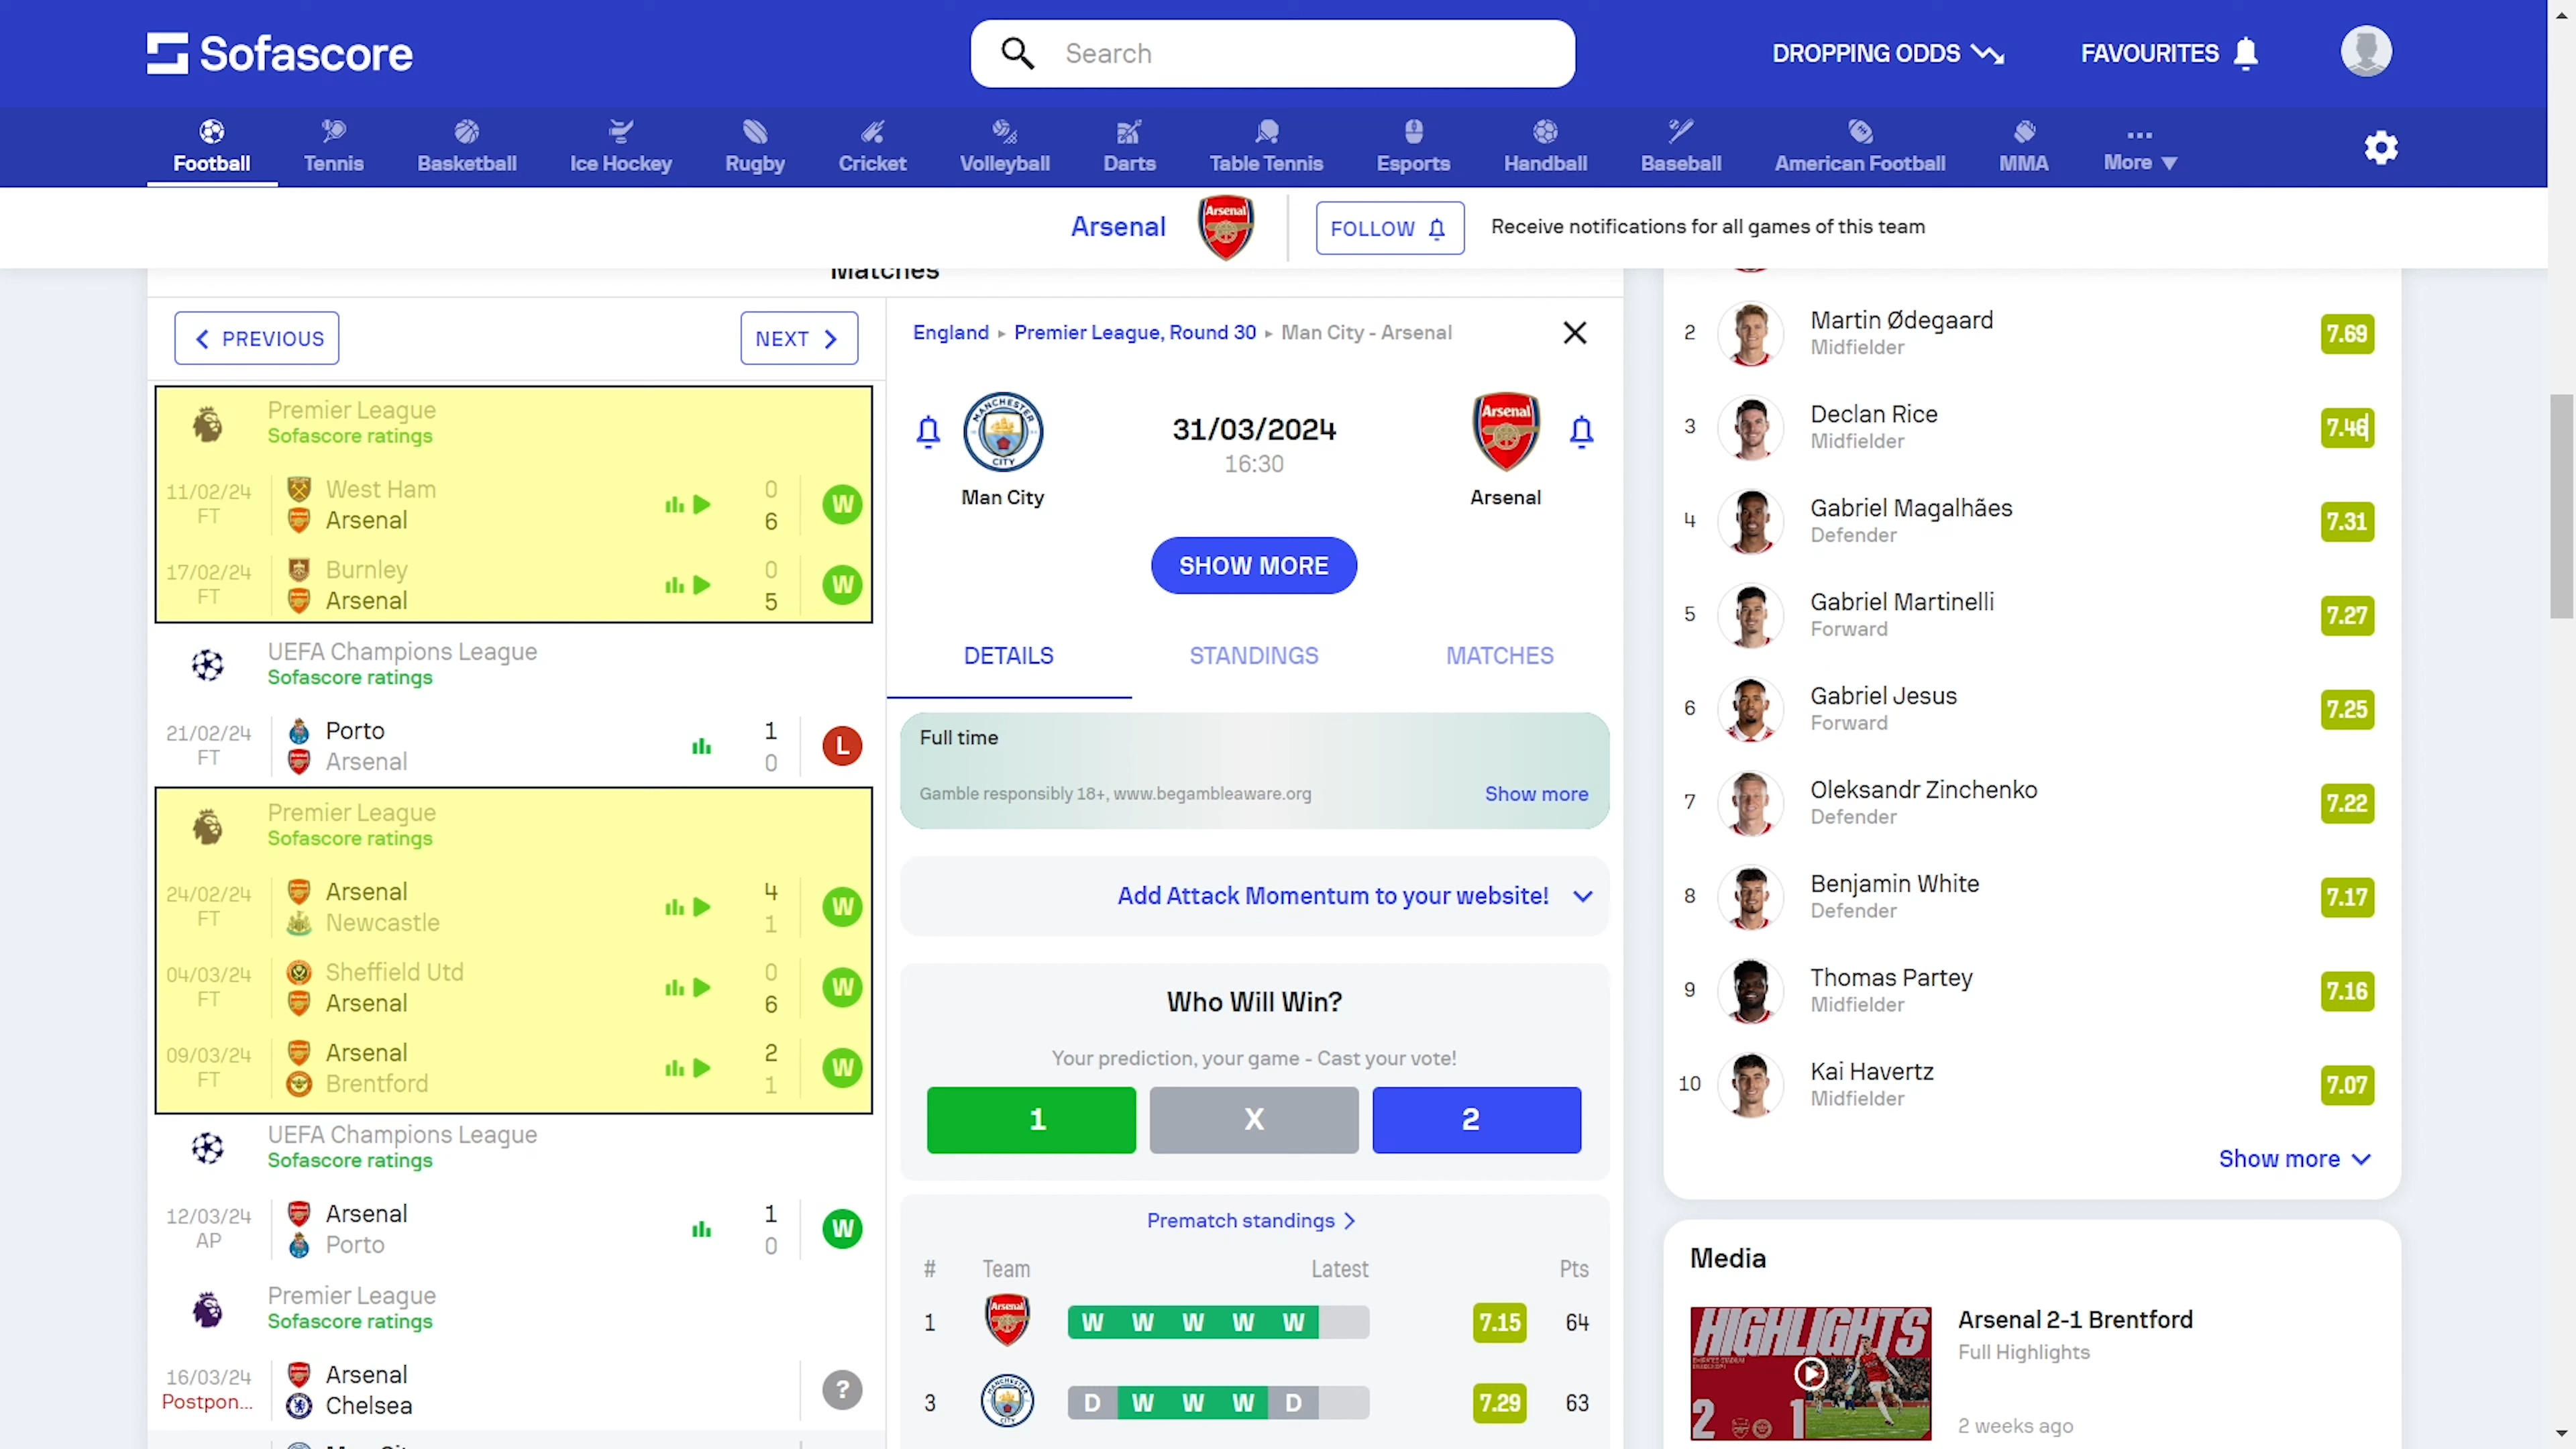 Sofascore
Search
DROPPING ODDS
FAVOURITES
Football
Tennis
Basketball
Ice Hockey
Rugby
Cricket
Volleyball
Darts
Table Tennis
Esports
Handball
Baseball
American Football
MMA
More
Arsenal
FOLLOW
Receive notifications for all games of this team
Matches
PREVIOUS
NEXT
Premier League
Sofascore ratings
11/02/24
FT
West Ham
Arsenal
0
6
W
17/02/24
FT
Burnley
Arsenal
0
5
W
UEFA Champions League
Sofascore ratings
21/02/24
FT
Porto
Arsenal
1
0
L
Premier League
Sofascore ratings
24/02/24
FT
Arsenal
Newcastle
4
1
W
04/03/24
FT
Sheffield Utd
Arsenal
0
6
W
09/03/24
FT
Arsenal
Brentford
2
1
W
UEFA Champions League
Sofascore ratings
12/03/24
AP
Arsenal
Porto
1
0
W
Premier League
Sofascore ratings
16/03/24
Postpon...
Arsenal
Chelsea
?
England ▸ Premier League, Round 30 ▸ Man City - Arsenal
Man City
31/03/2024
16:30
Arsenal
SHOW MORE
DETAILS
STANDINGS
MATCHES
Full time
Gamble responsibly 18+, www.begambleaware.org
Show more
Add Attack Momentum to your website!
Who Will Win?
Your prediction, your game - Cast your vote!
1
X
2
Prematch standings
# Team Latest Pts
1 W W W W W 7.15 64
3 D W W W D 7.29 63
2 Martin Ødegaard 7.69
Midfielder
3 Declan Rice 7.46
Midfielder
4 Gabriel Magalhães 7.31
Defender
5 Gabriel Martinelli 7.27
Forward
6 Gabriel Jesus 7.25
Forward
7 Oleksandr Zinchenko 7.22
Defender
8 Benjamin White 7.17
Defender
9 Thomas Partey 7.16
Midfielder
10 Kai Havertz 7.07
Midfielder
Show more
Media
HIGHLIGHTS
2 1
Arsenal 2-1 Brentford
Full Highlights
2 weeks ago